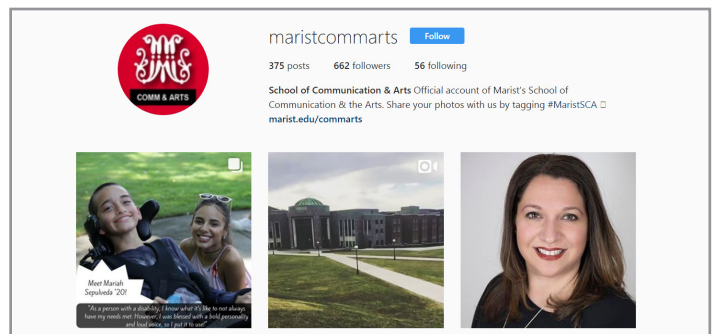 maristcommarts Follow
375 posts 662 followers 56 following
School of Communication & Arts Official account of Marist's School of
Communication & the Arts. Share your photos with us by tagging #MaristSCA
marist.edu/commarts
COMM & ARTS
Meet Mariah
Sepulveda '20!
"As a person with a disability, I know what it's like to not always
have my needs met. However, I was blessed with a bold personality
and loud voice, so I put it to use!"